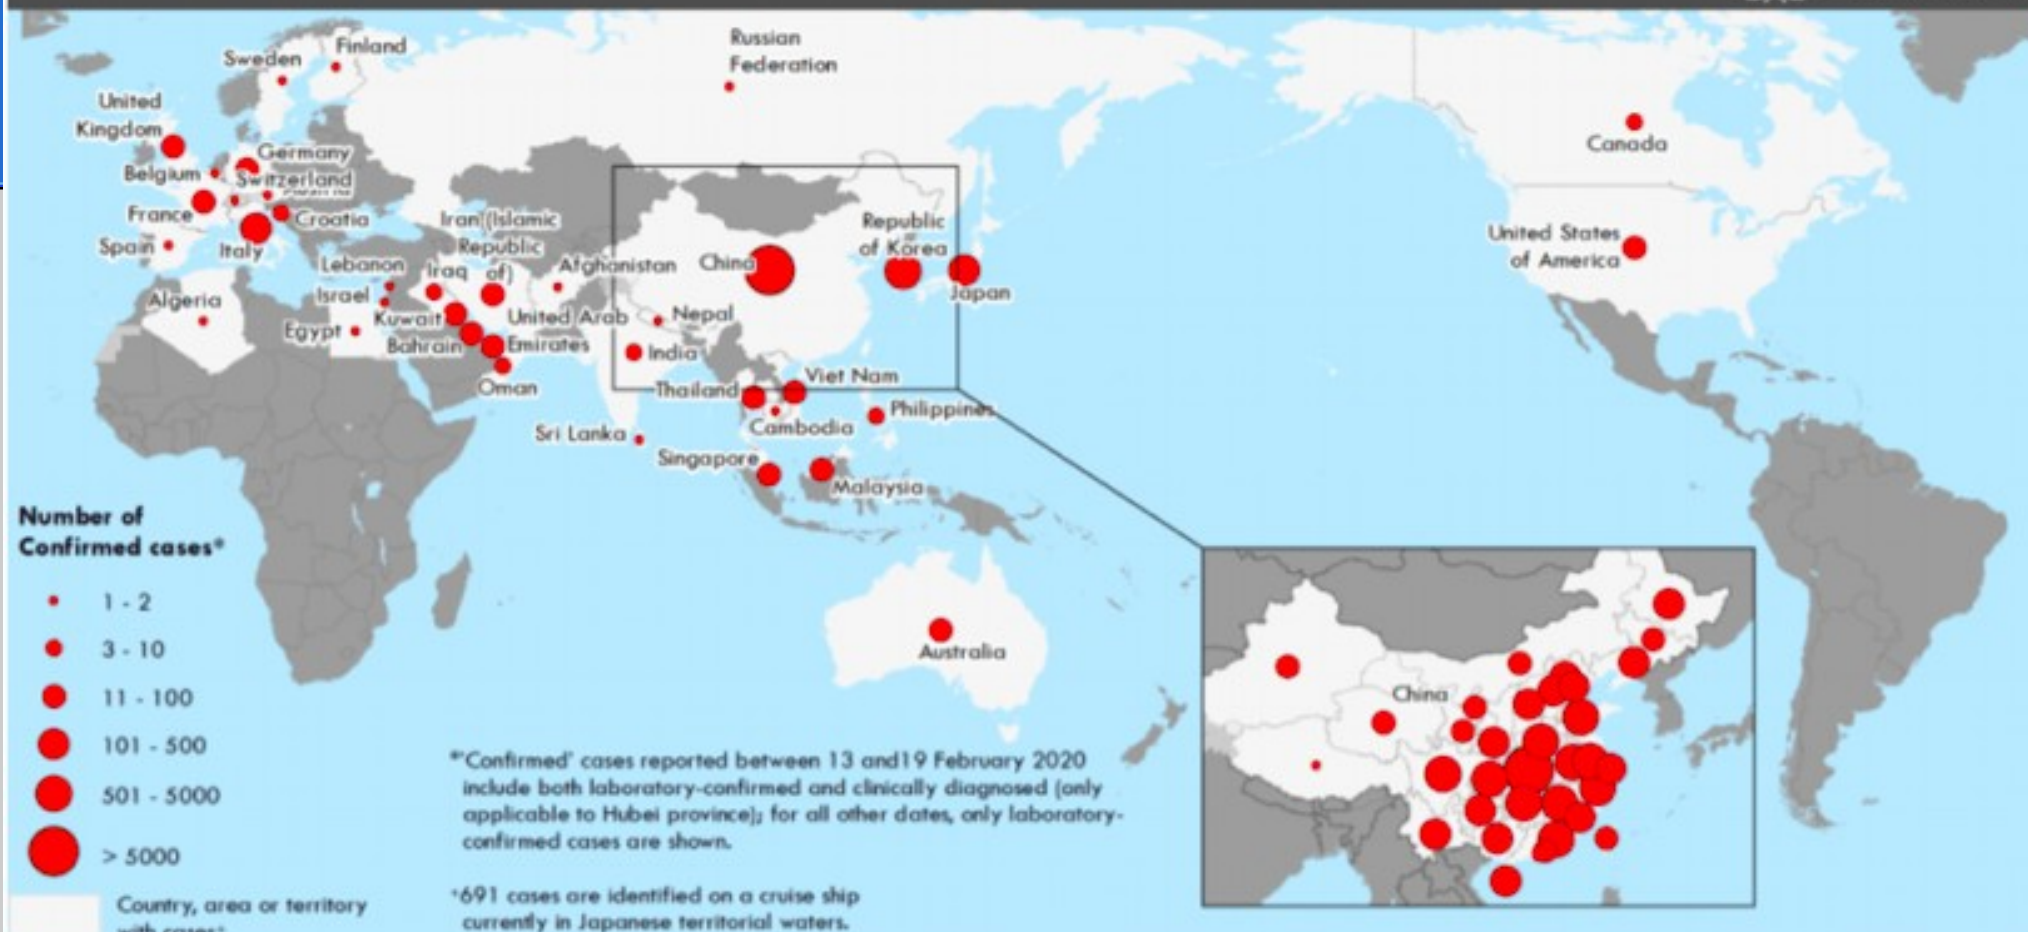 Finland
Sweden
Russian
Federation
United
Kingdom
Germany
Belgium
Switzerland
France
Croatia
Spain
Italy
Iran (Islamic
Republic
of)
Lebanon
Iraq
Afghanistan
China
Republic
of Korea
Japan
Israel
Algeria
Kuwait
United Arab
Emirates
Nepal
Egypt
Bahrain
India
Oman
Thailand
Viet Nam
Philippines
Cambodia
Sri Lanka
Singapore
Malaysia
Australia
Canada
United States
of America
China
Number of
Confirmed cases*
1 - 2
3 - 10
11 - 100
101 - 500
501 - 5000
> 5000
Country, area or territory
with cases+
*'Confirmed' cases reported between 13 and19 February 2020
include both laboratory-confirmed and clinically diagnosed (only
applicable to Hubei province); for all other dates, only laboratory-
confirmed cases are shown.
+691 cases are identified on a cruise ship
currently in Japanese territorial waters.